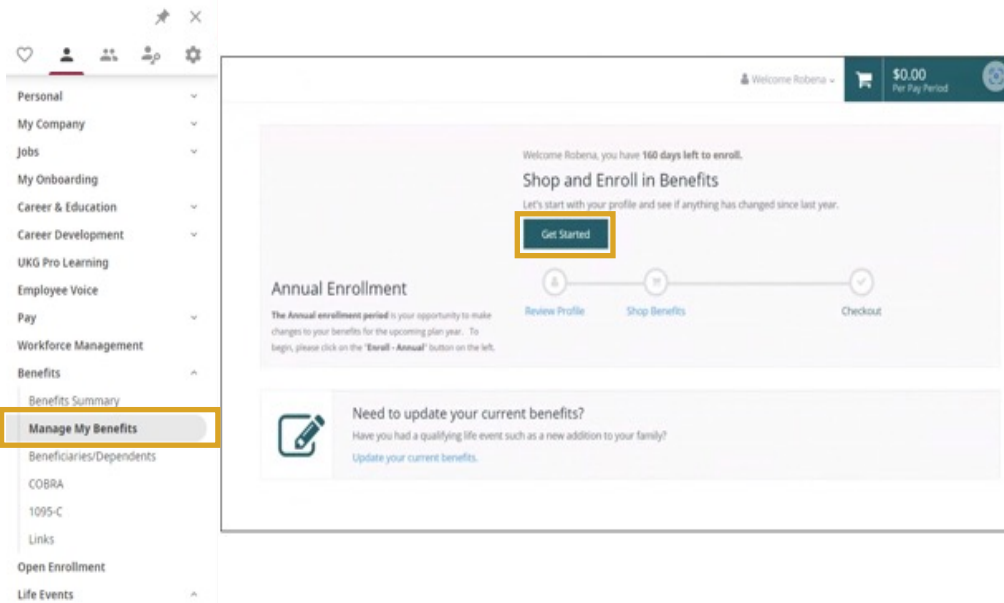 Personal
My Company
Jobs
My Onboarding
Career & Education
Career Development
UKG Pro Learning
Employee Voice
Pay
Workforce Management
Benefits
Benefits Summary
Manage My Benefits
Beneficiaries/Dependents
COBRA
1095-C
Links
Open Enrollment
Life Events
Welcome Robena
$0.00
Per Pay Period
Welcome Robena, you have 160 days left to enroll.
Shop and Enroll in Benefits
Let's start with your profile and see if anything has changed since last year.
Get Started
Review Profile
Shop Benefits
Checkout
Annual Enrollment
The Annual enrollment period is your opportunity to make
changes to your benefits for the upcoming plan year. To
begin, please click on the "Enroll - Annual" button on the left.
Need to update your current benefits?
Have you had a qualifying life event such as a new addition to your family?
Update your current benefits.